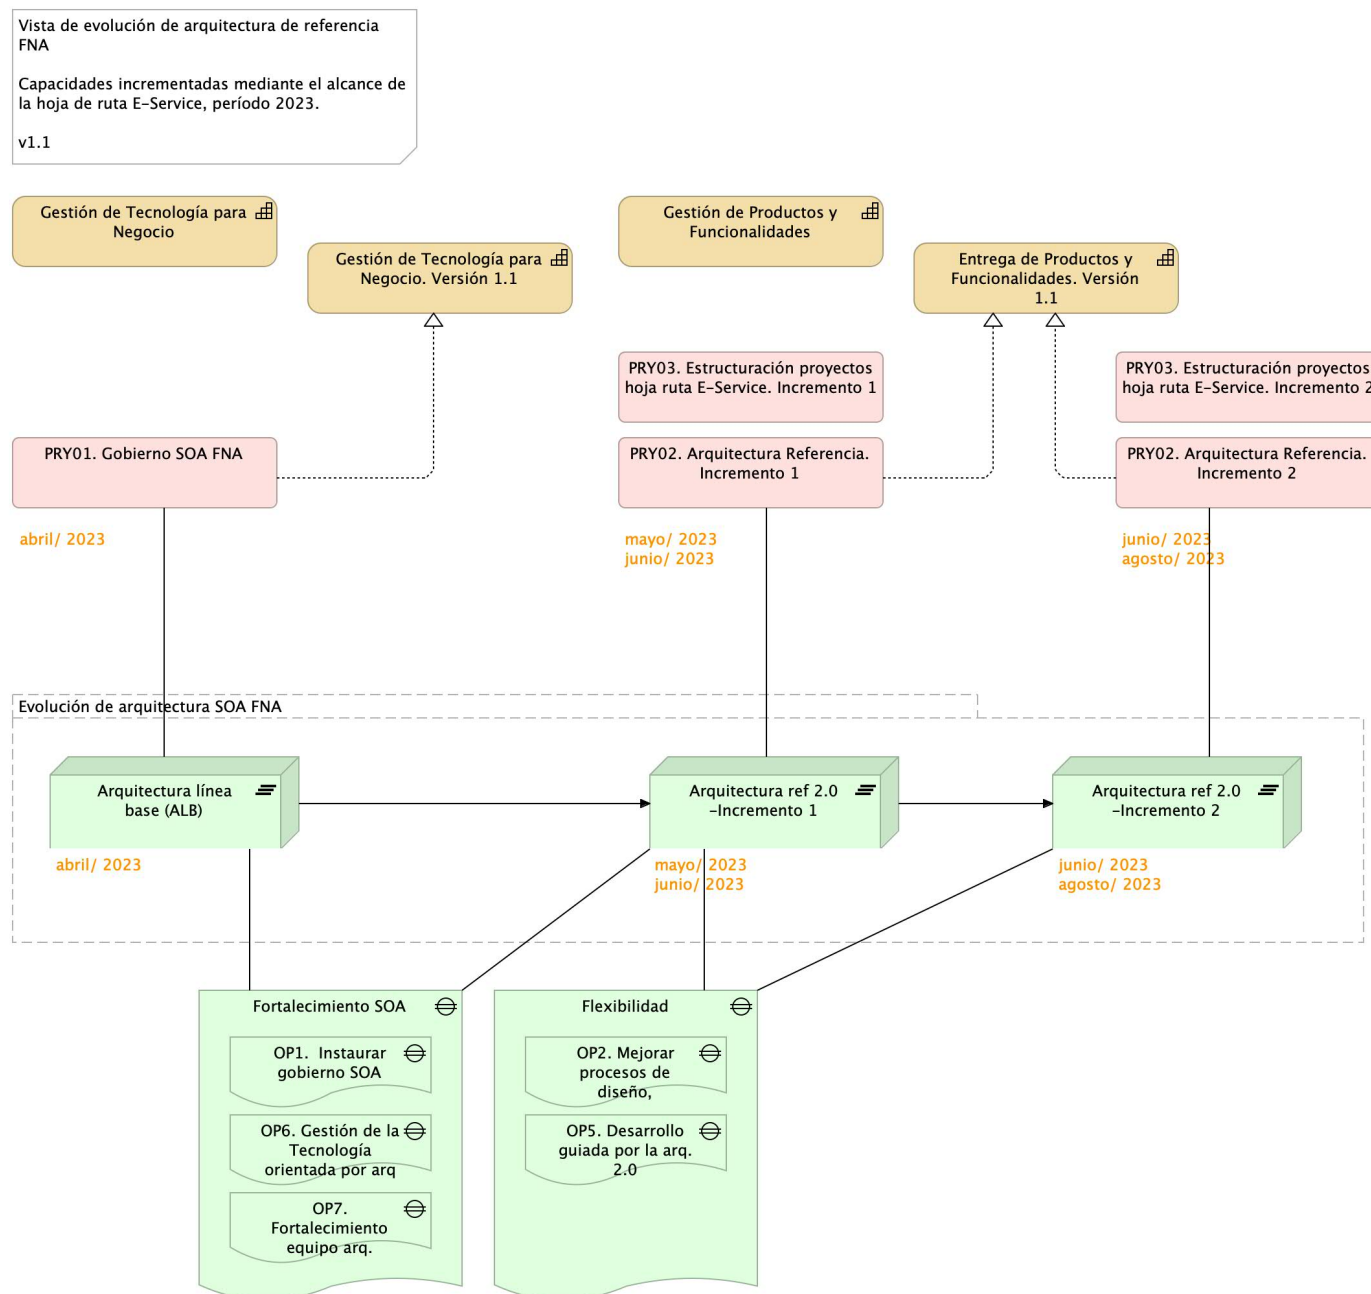 Vista de evolución de arquitectura de referencia
FNA
Capacidades incrementadas mediante el alcance de
la hoja de ruta E-Service, período 2023.
v1.1
Gestión de Tecnología para
Negocio
Gestión de Tecnología para
Negocio. Versión 1.1
Gestión de Productos y
Funcionalidades
Entrega de Productos y
Funcionalidades. Versión
1.1
PRY03. Estructuración proyectos
hoja ruta E-Service. Incremento 1
PRY03. Estructuración proyectos
hoja ruta E-Service. Incremento 2
PRY01. Gobierno SOA FNA
PRY02. Arquitectura Referencia.
Incremento 1
PRY02. Arquitectura Referencia.
Incremento 2
abril/ 2023
mayo/ 2023
junio/ 2023
junio/ 2023
agosto/ 2023
Evolución de arquitectura SOA FNA
Arquitectura línea
base (ALB)
Arquitectura ref 2.0
-Incremento 1
Arquitectura ref 2.0
-Incremento 2
abril/ 2023
mayo/ 2023
junio/ 2023
junio/ 2023
agosto/ 2023
Fortalecimiento SOA
OP1. Instaurar
gobierno SOA
OP6. Gestión de la
Tecnología
orientada por arq
OP7.
Fortalecimiento
equipo arq.
Flexibilidad
OP2. Mejorar
procesos de
diseño,
OP5. Desarrollo
guiada por la arq.
2.0